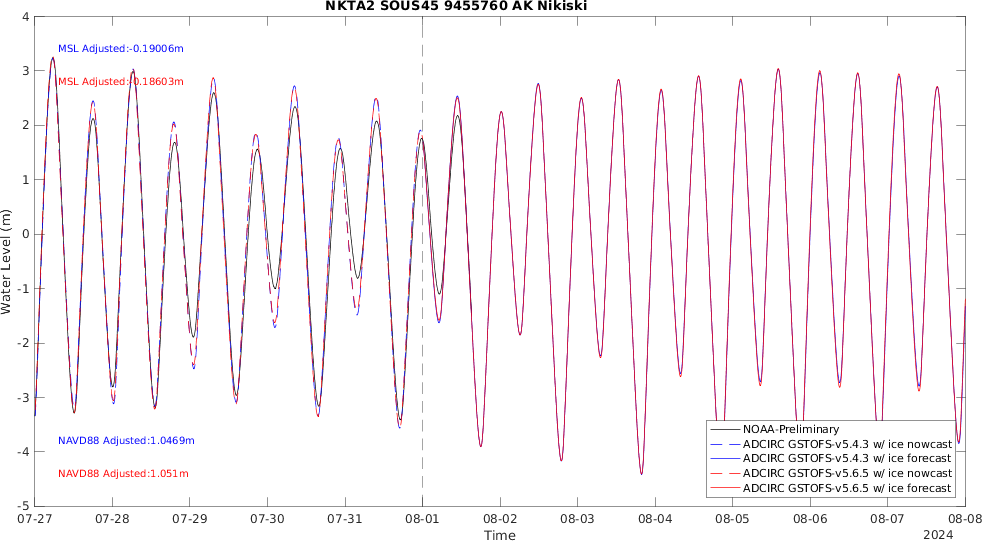 NKTA2 SOUS45 9455760 AK Nikiski
4
3
2
1
0
-1
-2
-3
-4
-5
Water Level (m)
MSL Adjusted:-0.19006m
MSL Adjusted:-0.18603m
NAVD88 Adjusted:1.0469m
NAVD88 Adjusted:1.051m
NOAA-Preliminary
ADCIRC GSTOFS-v5.4.3 w/ ice nowcast
ADCIRC GSTOFS-v5.4.3 w/ ice forecast
ADCIRC GSTOFS-v5.6.5 w/ ice nowcast
ADCIRC GSTOFS-v5.6.5 w/ ice forecast
07-27 07-28 07-29 07-30 07-31 08-01 08-02 08-03 08-04 08-05 08-06 08-07 08-08
Time
2024